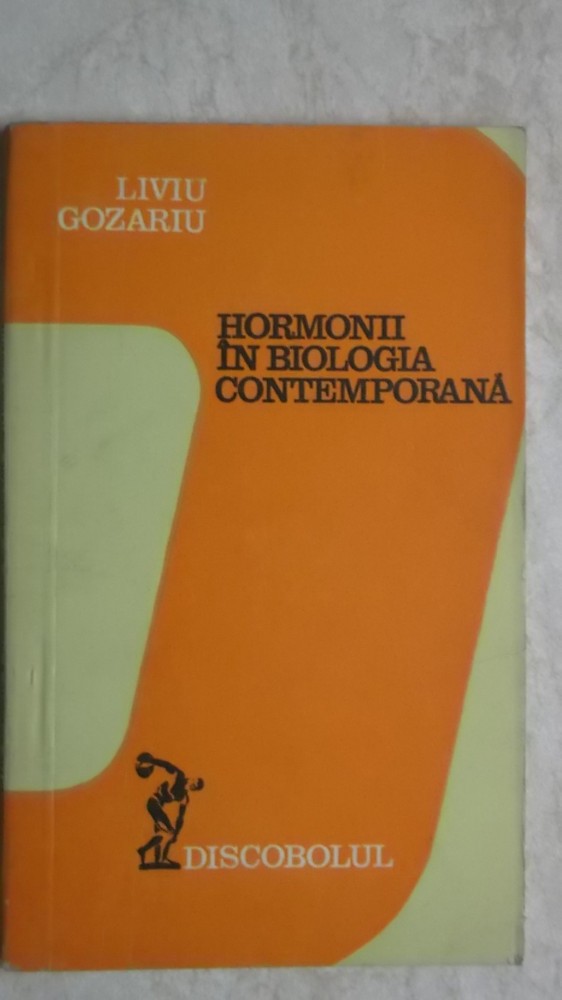 LIVIU
GOZARIU
HORMONII
ÎN BIOLOGIA
CONTEMPORANĂ
DISCOBOLUL